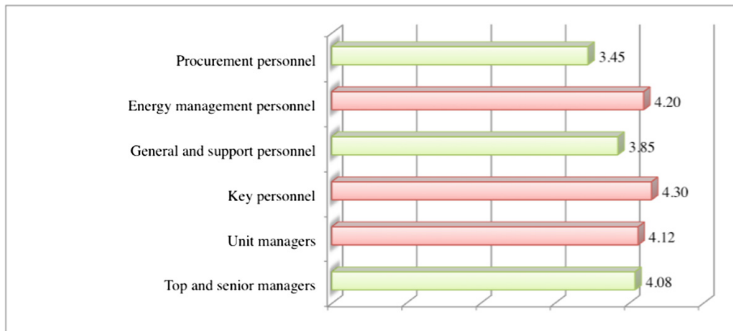 Procurement personnel 3.45
Energy management personnel 4.20
General and support personnel 3.85
Key personnel 4.30
Unit managers 4.12
Top and senior managers 4.08